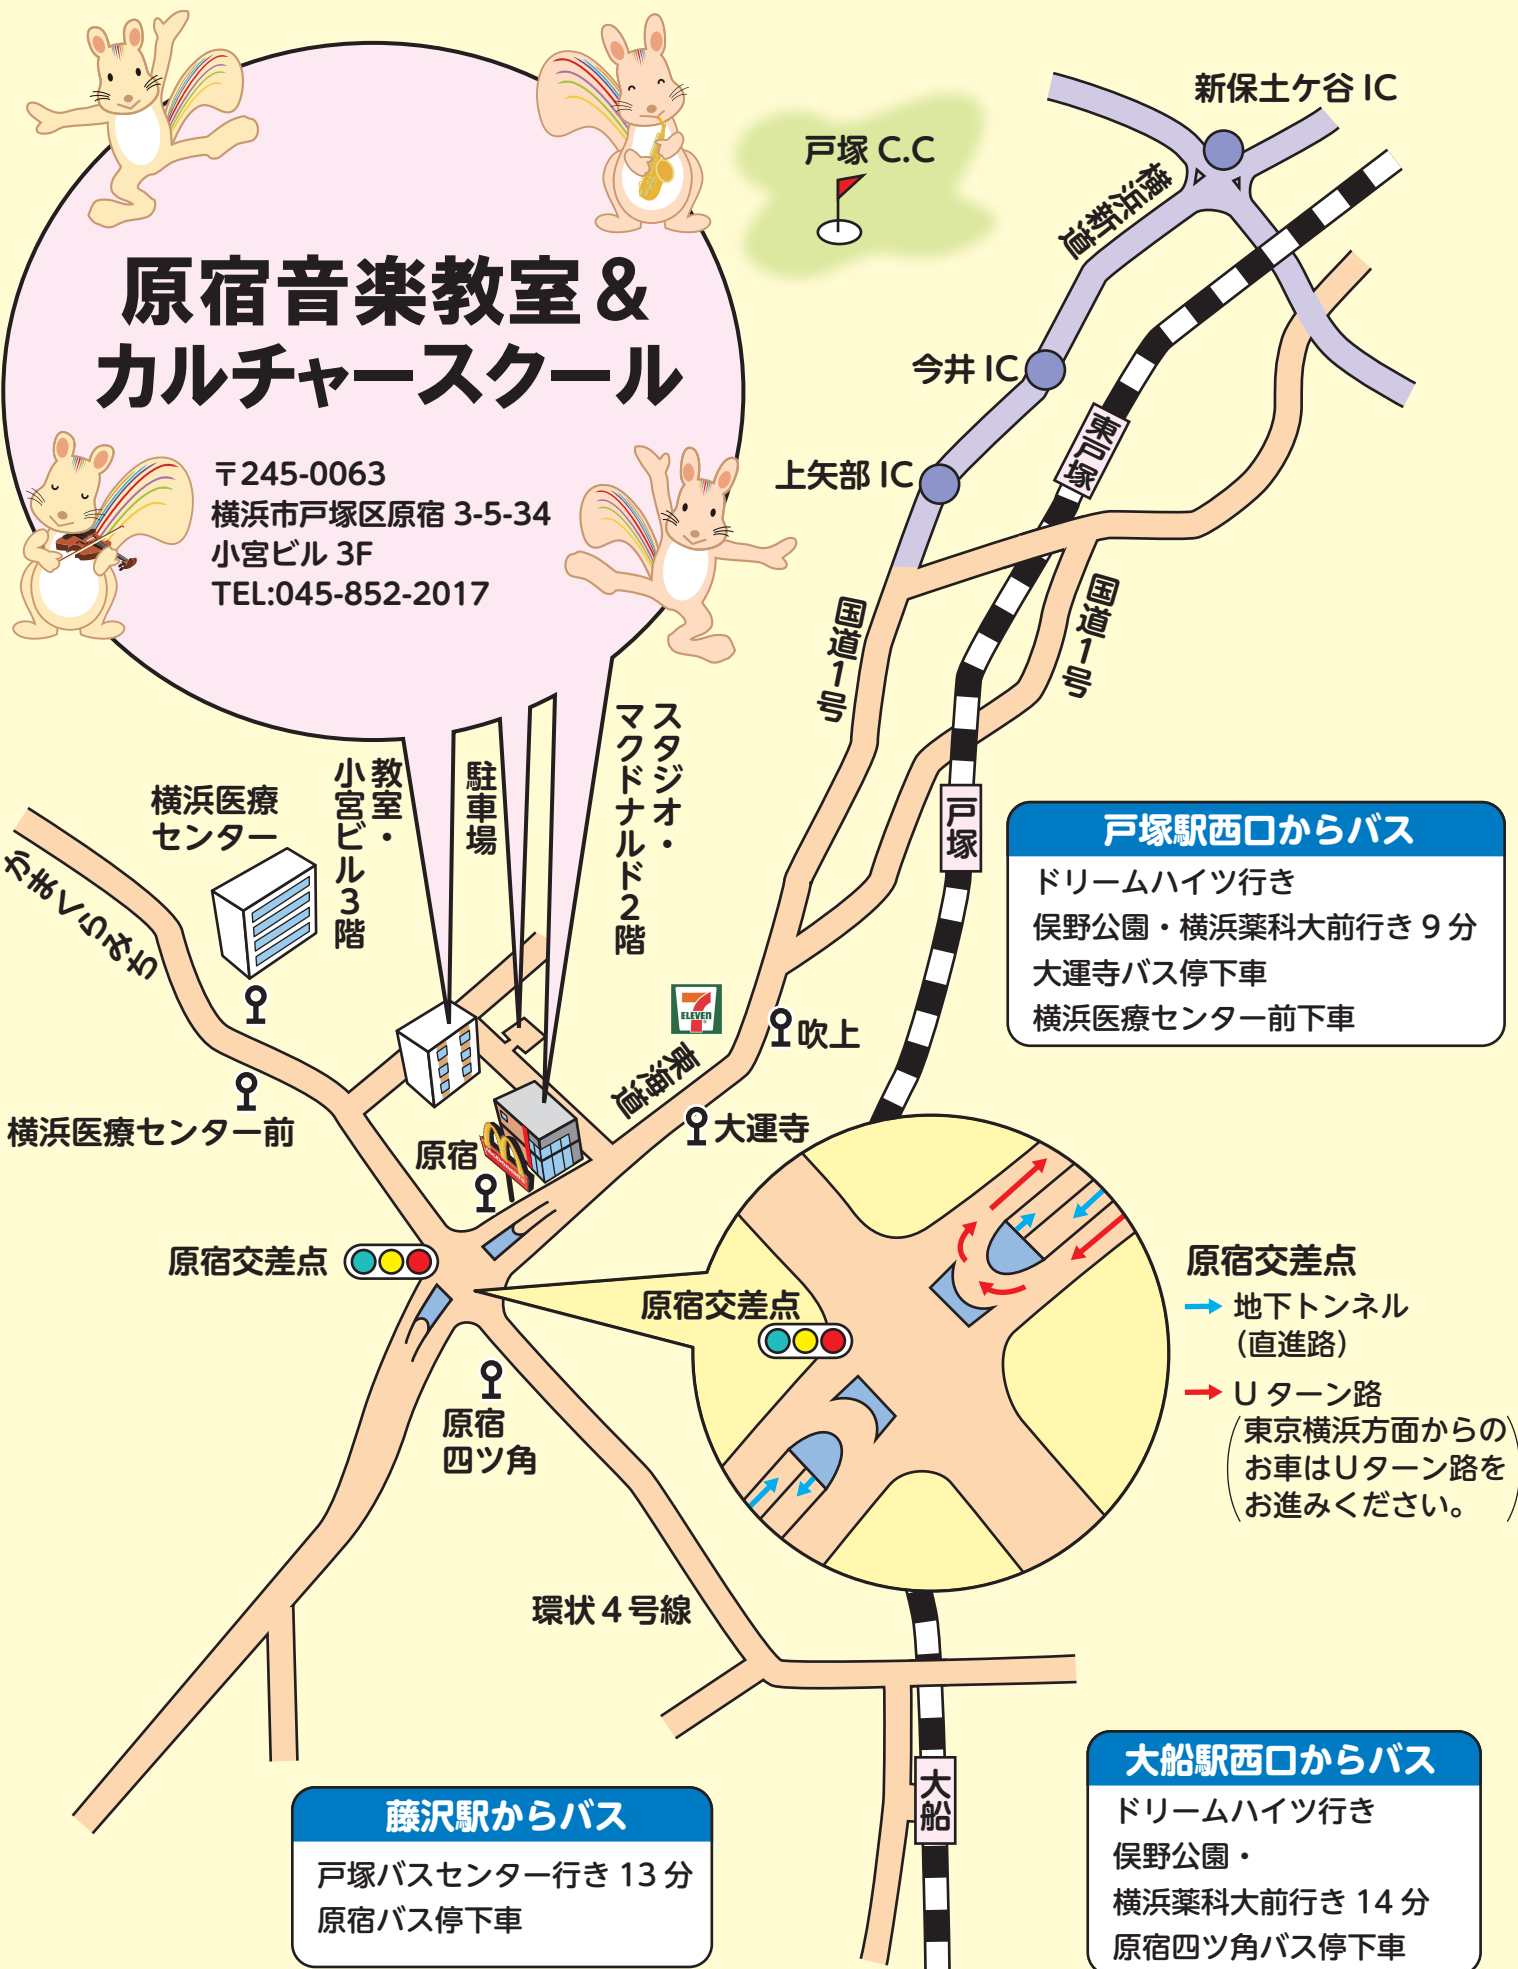 原宿音楽教室&
カルチャースクール
〒245-0063
横浜市戸塚区原宿 3-5-34
小宮ビル 3F
TEL:045-852-2017
戸塚 C.C
新保土ケ谷 IC
横浜新道
今井 IC
上矢部 IC
東戸塚
国道1号
国道1号
戸塚
教室・
小宮ビル3階
駐車場
スタジオ・
マクドナルド2階
横浜医療
センター
かまくらみち
横浜医療センター前
7
ELEVEN
東海道
吹上
大運寺
原宿
原宿交差点
原宿
四ツ角
環状4号線
戸塚駅西口からバス
ドリームハイツ行き
俣野公園・横浜薬科大前行き 9 分
大運寺バス停下車
横浜医療センター前下車
原宿交差点
原宿交差点
地下トンネル
(直進路)
U ターン路
(東京横浜方面からの
お車はUターン路を
お進みください。)
大船
藤沢駅からバス
戸塚バスセンター行き 13 分
原宿バス停下車
大船駅西口からバス
ドリームハイツ行き
俣野公園・
横浜薬科大前行き 14 分
原宿四ツ角バス停下車